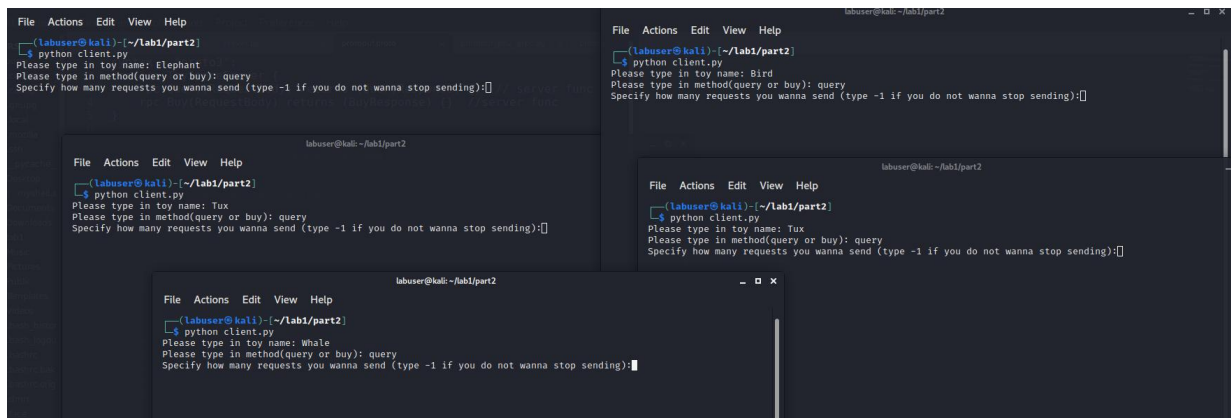 File Actions Edit View Help
(labuser㉿kali)-[~/lab1/part2]
$ python client.py
Please type in toy name: Elephant
Please type in method(query or buy): query
Specify how many requests you wanna send (type -1 if you do not wanna stop sending):
labuser@kali: ~/lab1/part2
File Actions Edit View Help
(labuser㉿kali)-[~/lab1/part2]
$ python client.py
Please type in toy name: Bird
Please type in method(query or buy): query
Specify how many requests you wanna send (type -1 if you do not wanna stop sending):
labuser@kali: ~/lab1/part2
File Actions Edit View Help
(labuser㉿kali)-[~/lab1/part2]
$ python client.py
Please type in toy name: Tux
Please type in method(query or buy): query
Specify how many requests you wanna send (type -1 if you do not wanna stop sending):
labuser@kali: ~/lab1/part2
File Actions Edit View Help
(labuser㉿kali)-[~/lab1/part2]
$ python client.py
Please type in toy name: Tux
Please type in method(query or buy): query
Specify how many requests you wanna send (type -1 if you do not wanna stop sending):
labuser@kali: ~/lab1/part2
File Actions Edit View Help
(labuser㉿kali)-[~/lab1/part2]
$ python client.py
Please type in toy name: Whale
Please type in method(query or buy): query
Specify how many requests you wanna send (type -1 if you do not wanna stop sending):